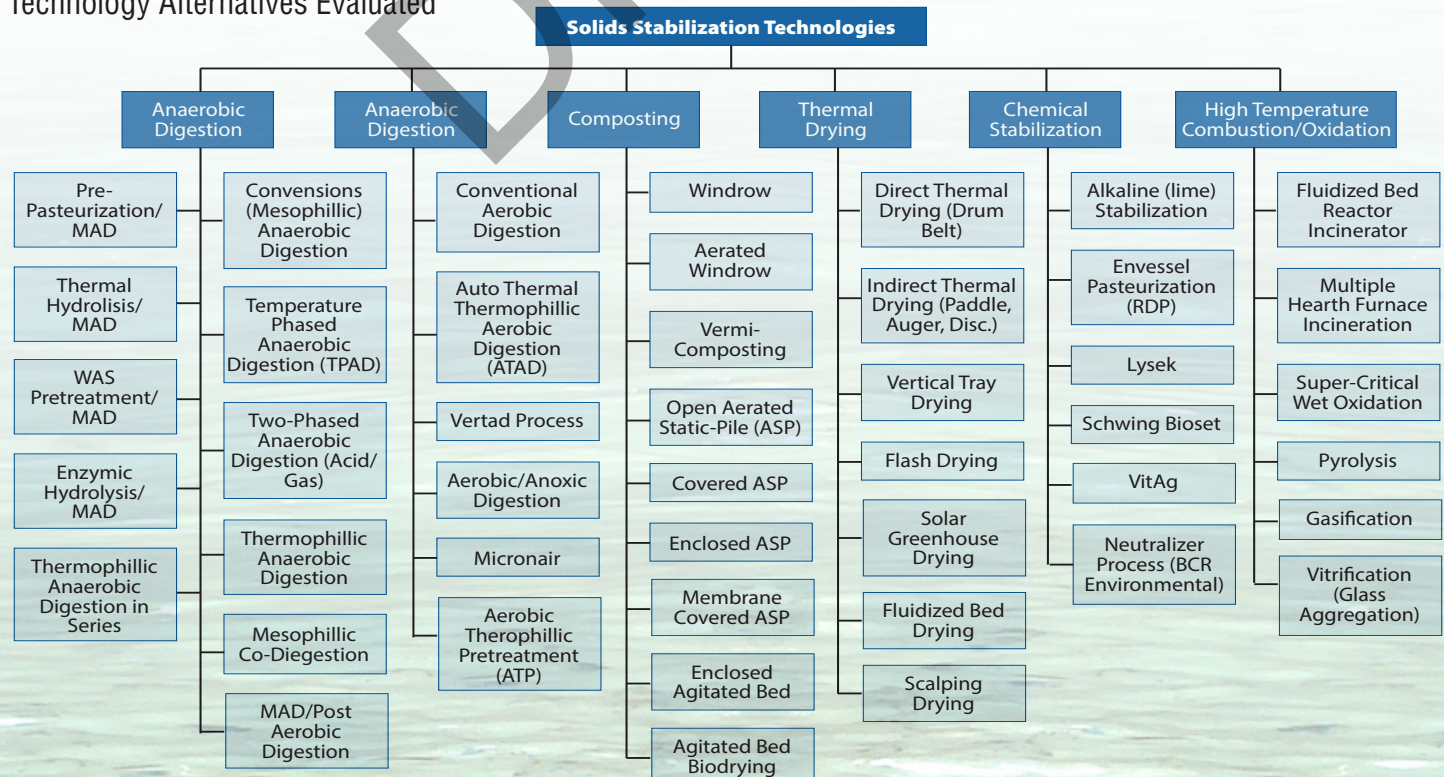 Technology Alternatives Evaluated
Solids Stabilization Technologies
Anaerobic
Digestion
Pre-
Pasteurization/
MAD
Thermal
Hydrolisis/
MAD
WAS
Pretreatment/
MAD
Enzymic
Hydrolysis/
MAD
Thermophillic
Anaerobic
Digestion in
Series
Convensions
(Mesophillic)
Anaerobic
Digestion
Temperature
Phased
Anaerobic
Digestion (TPAD)
Two-Phased
Anaerobic
Digestion (Acid/
Gas)
Thermophillic
Anaerobic
Digestion
Mesophillic
Co-Diegestion
MAD/Post
Aerobic
Digestion
Anaerobic
Digestion
Conventional
Aerobic
Digestion
Auto Thermal
Thermophillic
Aerobic
Digestion
(ATAD)
Vertad Process
Aerobic/Anoxic
Digestion
Micronair
Aerobic
Therophillic
Pretreatment
(ATP)
Composting
Windrow
Aerated
Windrow
Vermi-
Composting
Open Aerated
Static-Pile (ASP)
Covered ASP
Enclosed ASP
Membrane
Covered ASP
Enclosed
Agitated Bed
Agitated Bed
Biodrying
Thermal
Drying
Direct Thermal
Drying (Drum
Belt)
Indirect Thermal
Drying (Paddle,
Auger, Disc.)
Vertical Tray
Drying
Flash Drying
Solar
Greenhouse
Drying
Fluidized Bed
Drying
Scalping
Drying
Chemical
Stabilization
Alkaline (lime)
Stabilization
Envessel
Pasteurization
(RDP)
Lysek
Schwing Bioset
VitAg
Neutralizer
Process (BCR
Environmental)
High Temperature
Combustion/Oxidation
Fluidized Bed
Reactor
Incinerator
Multiple
Hearth Furnace
Incineration
Super-Critical
Wet Oxidation
Pyrolysis
Gasification
Vitrification
(Glass
Aggregation)